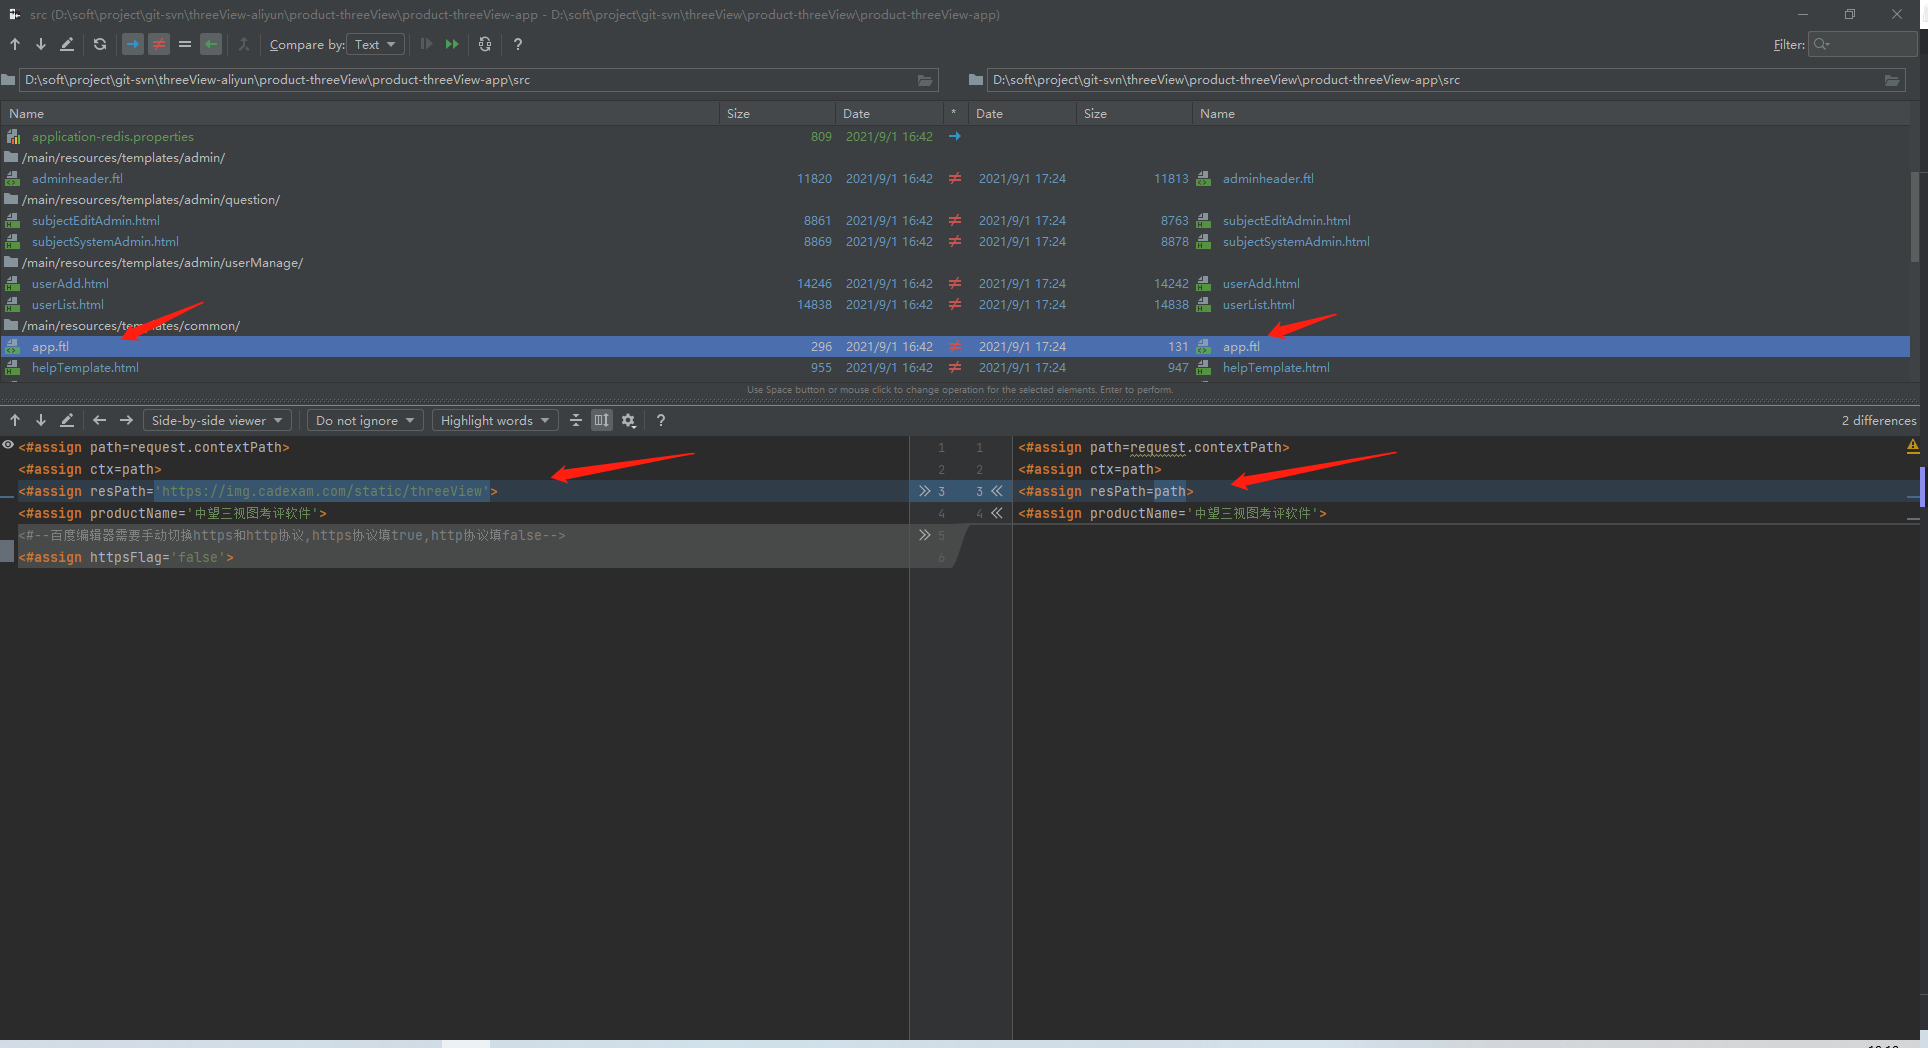 src (D:\soft\project\git-svn\threeView-aliyun\product-threeView\product-threeView-app - D:\soft\project\git-svn\threeView\product-threeView\product-threeView-app)
Compare by: Text
Filter:
D:\soft\project\git-svn\threeView-aliyun\product-threeView\product-threeView-app\src
D:\soft\project\git-svn\threeView\product-threeView\product-threeView-app\src
Name Size Date * Date Size Name
application-redis.properties 809 2021/9/1 16:42
/main/resources/templates/admin/
adminheader.ftl 11820 2021/9/1 16:42 2021/9/1 17:24 11813 adminheader.ftl
/main/resources/templates/admin/question/
subjectEditAdmin.html 8861 2021/9/1 16:42 2021/9/1 17:24 8763 subjectEditAdmin.html
subjectSystemAdmin.html 8869 2021/9/1 16:42 2021/9/1 17:24 8878 subjectSystemAdmin.html
/main/resources/templates/admin/userManage/
userAdd.html 14246 2021/9/1 16:42 2021/9/1 17:24 14242 userAdd.html
userList.html 14838 2021/9/1 16:42 2021/9/1 17:24 14838 userList.html
/main/resources/templates/common/
app.ftl 296 2021/9/1 16:42 2021/9/1 17:24 131 app.ftl
helpTemplate.html 955 2021/9/1 16:42 2021/9/1 17:24 947 helpTemplate.html
Use Space button or mouse click to change operation for the selected elements. Enter to perform.
Side-by-side viewer Do not ignore Highlight words ? 2 differences
<#assign path=request.contextPath> 1 1 <#assign path=request.contextPath>
<#assign ctx=path> 2 2 <#assign ctx=path>
<#assign resPath='https://img.cadexam.com/static/threeView'> 3 3 <#assign resPath=path>
<#assign productName='中望三视图考评软件'> 4 4 <#assign productName='中望三视图考评软件'>
<#--百度编辑器需要手动切换https和http协议,https协议填true,http协议填false--> 5
<#assign httpsFlag='false'> 6